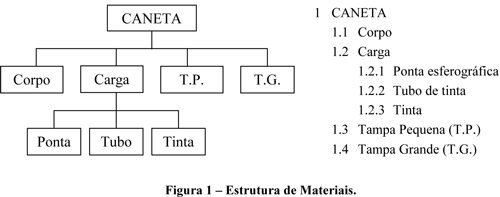 CANETA
Corpo
Carga
T.P.
T.G.
Ponta
Tubo
Tinta
1 CANETA
1.1 Corpo
1.2 Carga
1.2.1 Ponta esferográfica
1.2.2 Tubo de tinta
1.2.3 Tinta
1.3 Tampa Pequena (T.P.)
1.4 Tampa Grande (T.G.)
Figura 1 – Estrutura de Materiais.